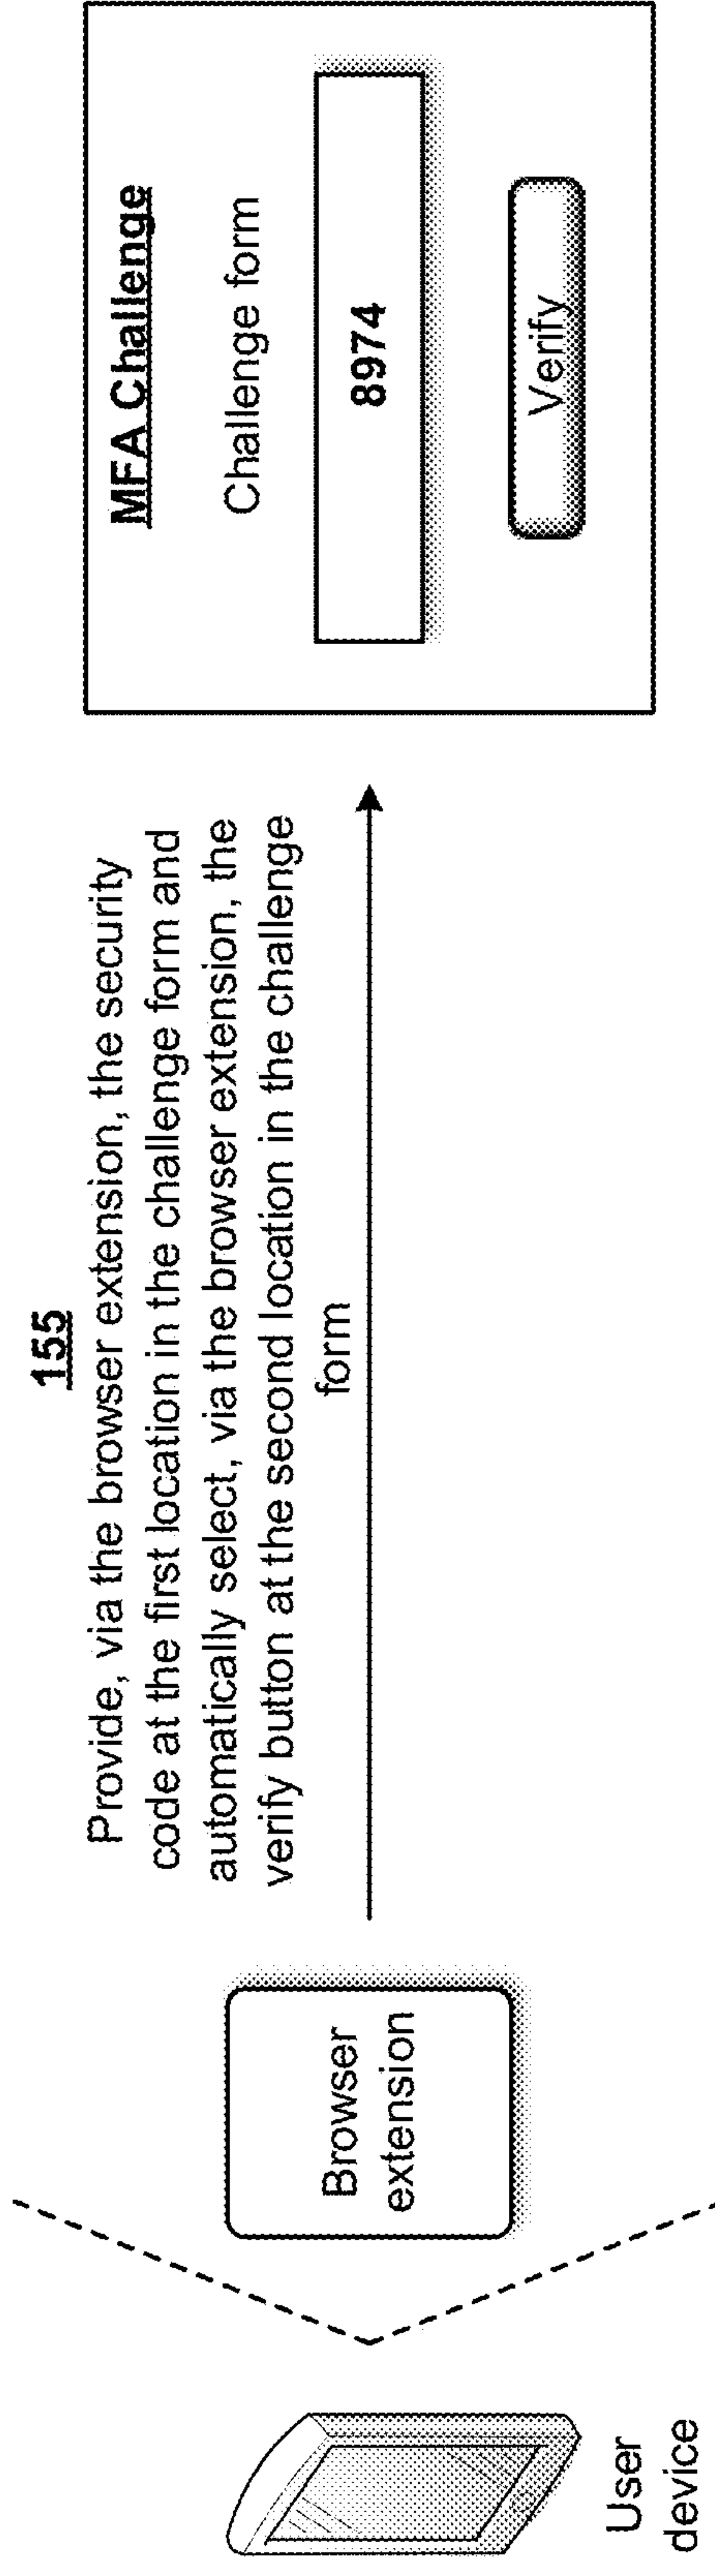 155
Provide, via the browser extension, the security
code at the first location in the challenge form and
automatically select, via the browser extension, the
verify button at the second location in the challenge
form
User
device
Browser
extension
MFA Challenge
Challenge form
8974
Verify